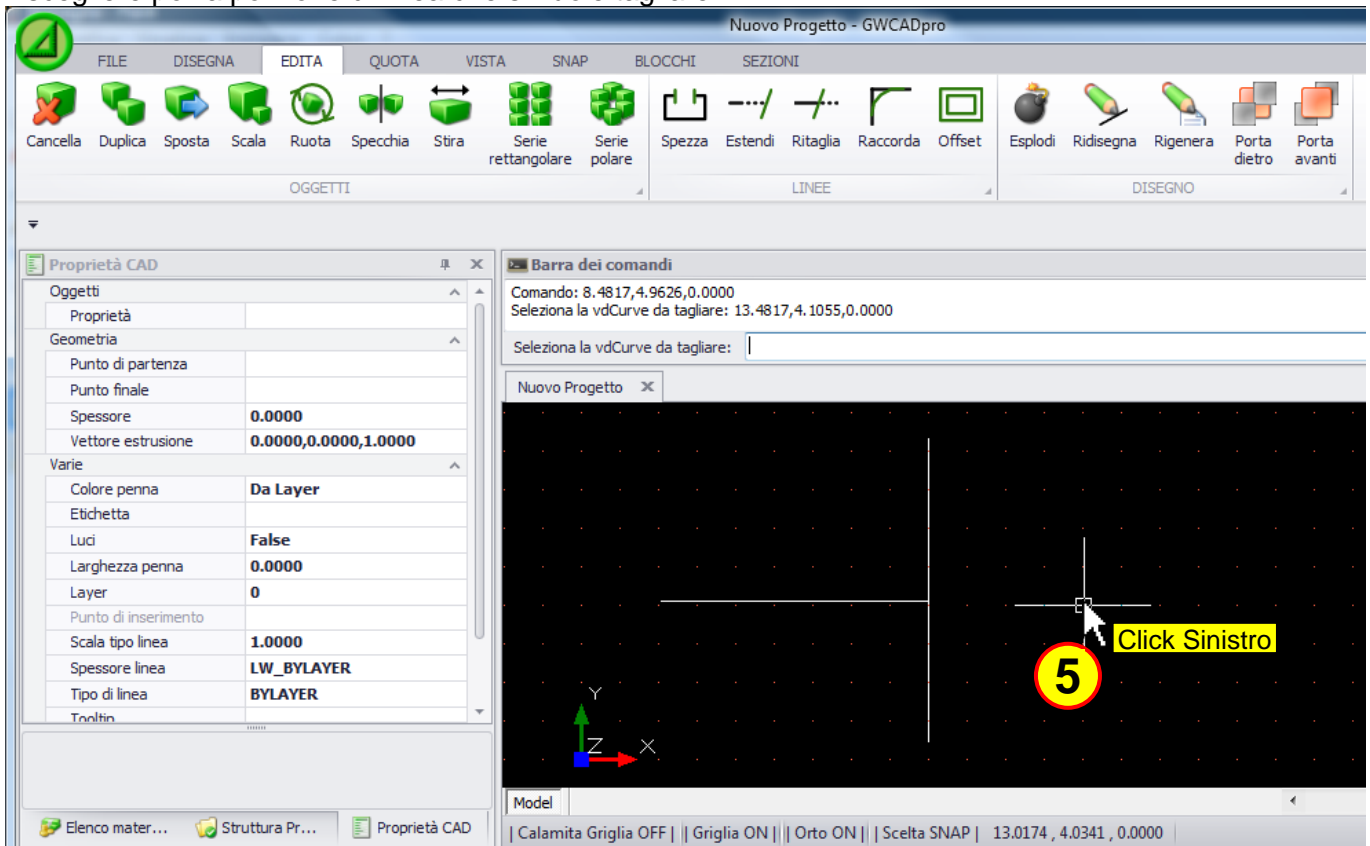 Nuovo Progetto - GWCADpro
FILE DISEGNA EDITA QUOTA VISTA SNAP BLOCCHI SEZIONI
Cancella Duplica Sposta Scala Ruota Specchia Stira Serie rettangolare Serie polare Spezza Estendi Ritaglia Raccorda Offset Esplodi Ridisegna Rigenera Porta dietro Porta avanti
OGGETTI LINEE DISEGNO
Proprietà CAD
Oggetti
Proprietà
Geometria
Punto di partenza
Punto finale
Spessore 0.0000
Vettore estrusione 0.0000,0.0000,1.0000
Varie
Colore penna Da Layer
Etichetta
Luci False
Larghezza penna 0.0000
Layer 0
Punto di inserimento
Scala tipo linea 1.0000
Spessore linea LW_BYLAYER
Tipo di linea BYLAYER
Tooltip
Elenco mater... Struttura Pr... Proprietà CAD
Barra dei comandi
Comando: 8.4817,4.9626,0.0000
Seleziona la vdCurve da tagliare: 13.4817,4.1055,0.0000
Seleziona la vdCurve da tagliare:
Nuovo Progetto
Click Sinistro
5
Y
Z X
Model
| Calamita Griglia OFF | | Griglia ON | | Orto ON | | Scelta SNAP | 13.0174 , 4.0341 , 0.0000